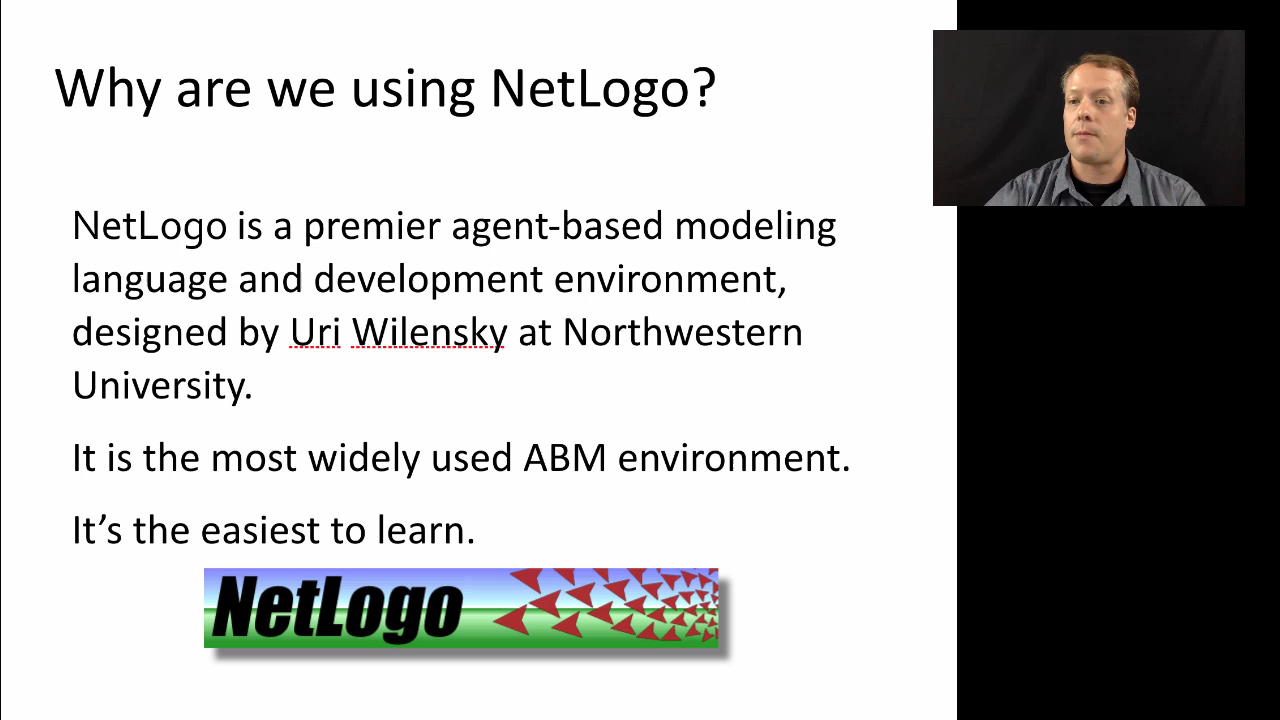 Why are we using NetLogo?
NetLogo is a premier agent-based modeling
language and development environment,
designed by Uri Wilensky at Northwestern
University.
It is the most widely used ABM environment.
It’s the easiest to learn.
NetLogo